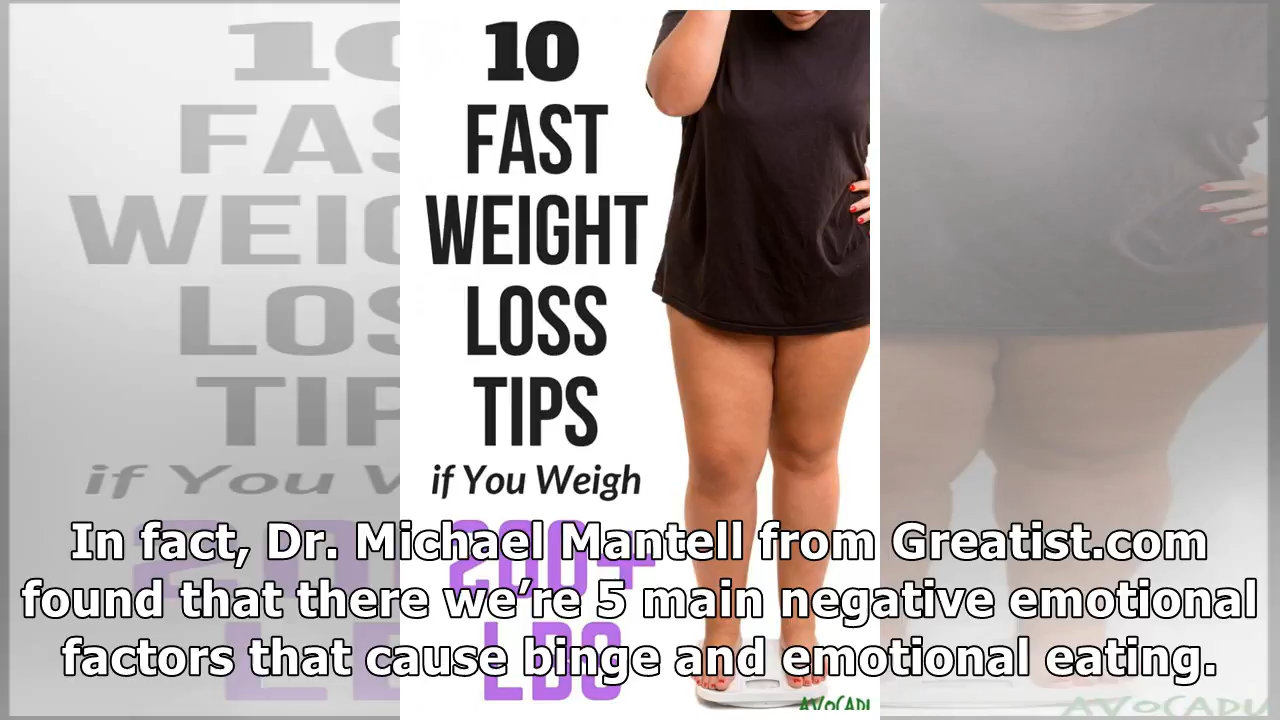 10
FAST
WEIGHT
LOSS
TIPS
if You Weigh
200+
LBS
In fact, Dr. Michael Mantell from Greatist.com
found that there we’re 5 main negative emotional
factors that cause binge and emotional eating.
AVOCADU